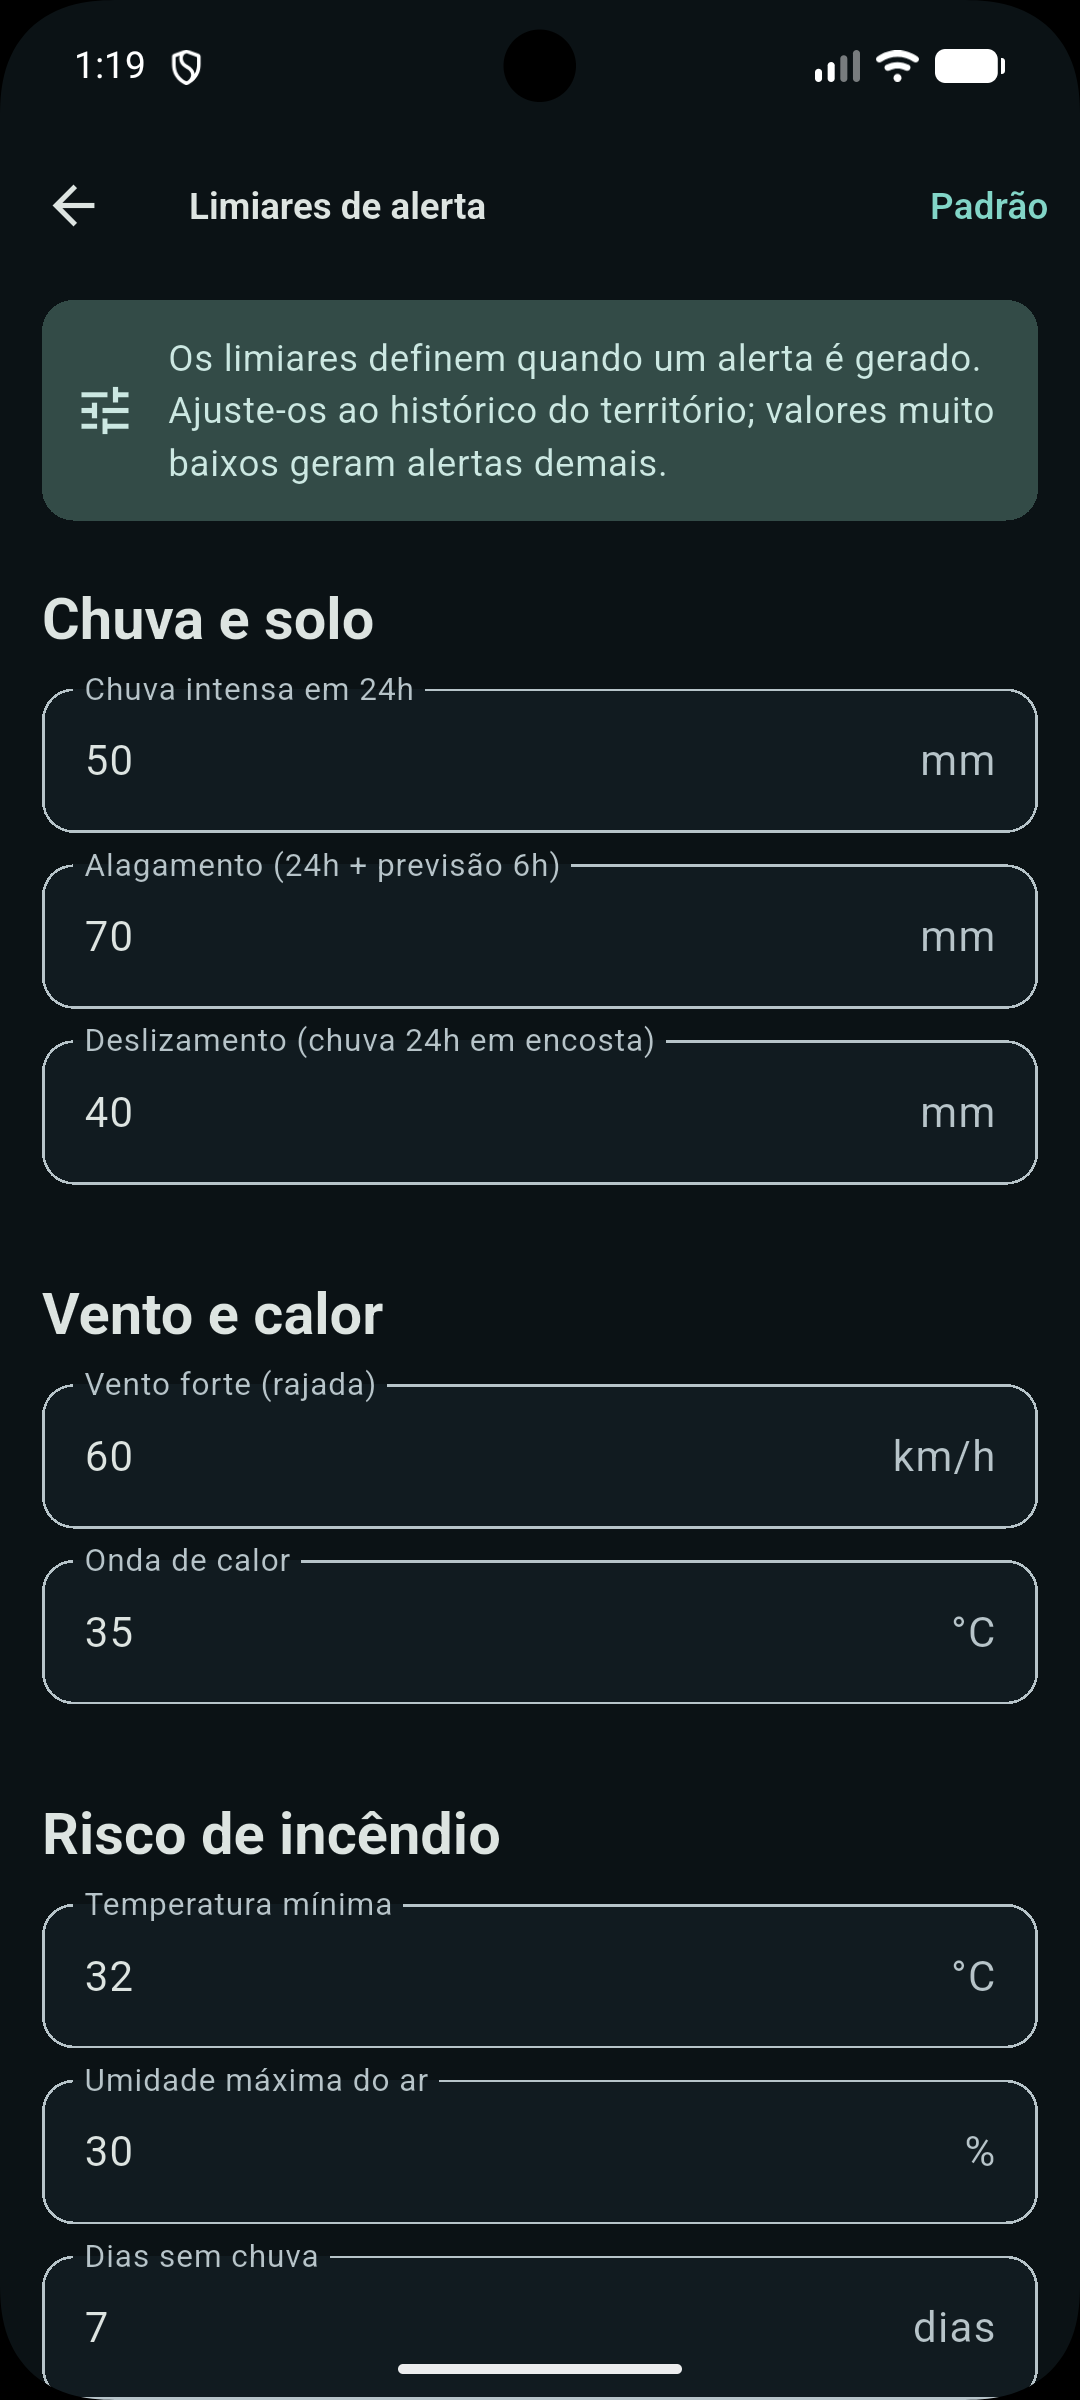 1:19
Limiares de alerta
Padrão
Os limiares definem quando um alerta é gerado.
Ajuste-os ao histórico do território; valores muito
baixos geram alertas demais.
Chuva e solo
Chuva intensa em 24h
50 mm
Alagamento (24h + previsão 6h)
70 mm
Deslizamento (chuva 24h em encosta)
40 mm
Vento e calor
Vento forte (rajada)
60 km/h
Onda de calor
35 °C
Risco de incêndio
Temperatura mínima
32 °C
Umidade máxima do ar
30 %
Dias sem chuva
7 dias